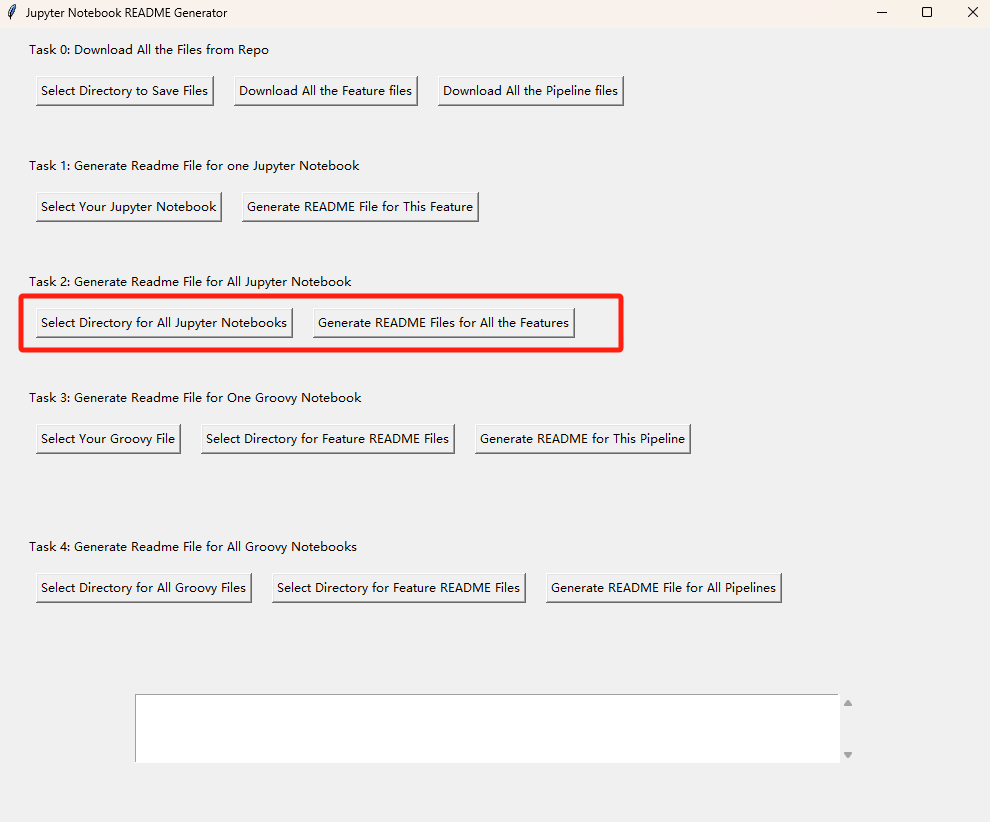 Jupyter Notebook README Generator
Task 0: Download All the Files from Repo
Select Directory to Save Files Download All the Feature files Download All the Pipeline files
Task 1: Generate Readme File for one Jupyter Notebook
Select Your Jupyter Notebook Generate README File for This Feature
Task 2: Generate Readme File for All Jupyter Notebook
Select Directory for All Jupyter Notebooks Generate README Files for All the Features
Task 3: Generate Readme File for One Groovy Notebook
Select Your Groovy File Select Directory for Feature README Files Generate README for This Pipeline
Task 4: Generate Readme File for All Groovy Notebooks
Select Directory for All Groovy Files Select Directory for Feature README Files Generate README File for All Pipelines